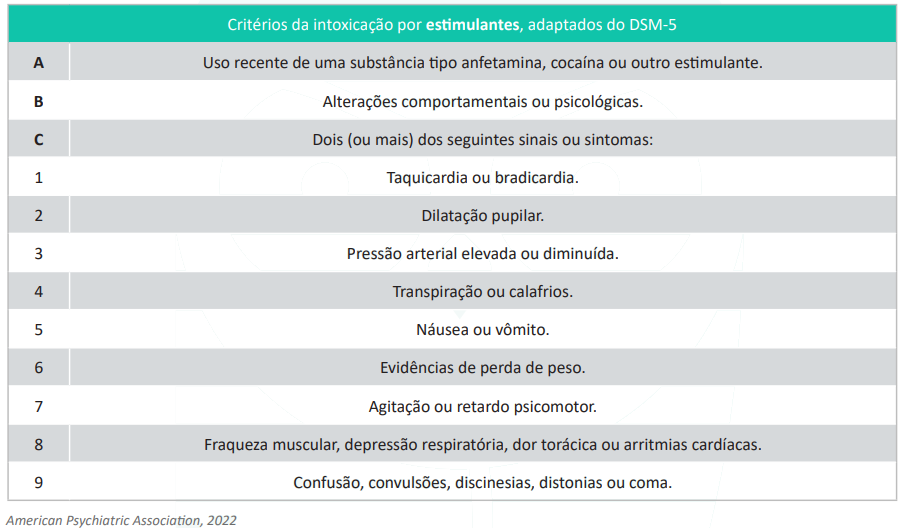 Critérios da intoxicação por estimulantes, adaptados do DSM-5
A Uso recente de uma substância tipo anfetamina, cocaína ou outro estimulante.
B Alterações comportamentais ou psicológicas.
C Dois (ou mais) dos seguintes sinais ou sintomas:
1 Taquicardia ou bradicardia.
2 Dilatação pupilar.
3 Pressão arterial elevada ou diminuída.
4 Transpiração ou calafrios.
5 Náusea ou vômito.
6 Evidências de perda de peso.
7 Agitação ou retardo psicomotor.
8 Fraqueza muscular, depressão respiratória, dor torácica ou arritmias cardíacas.
9 Confusão, convulsões, discinesias, distonias ou coma.
American Psychiatric Association, 2022